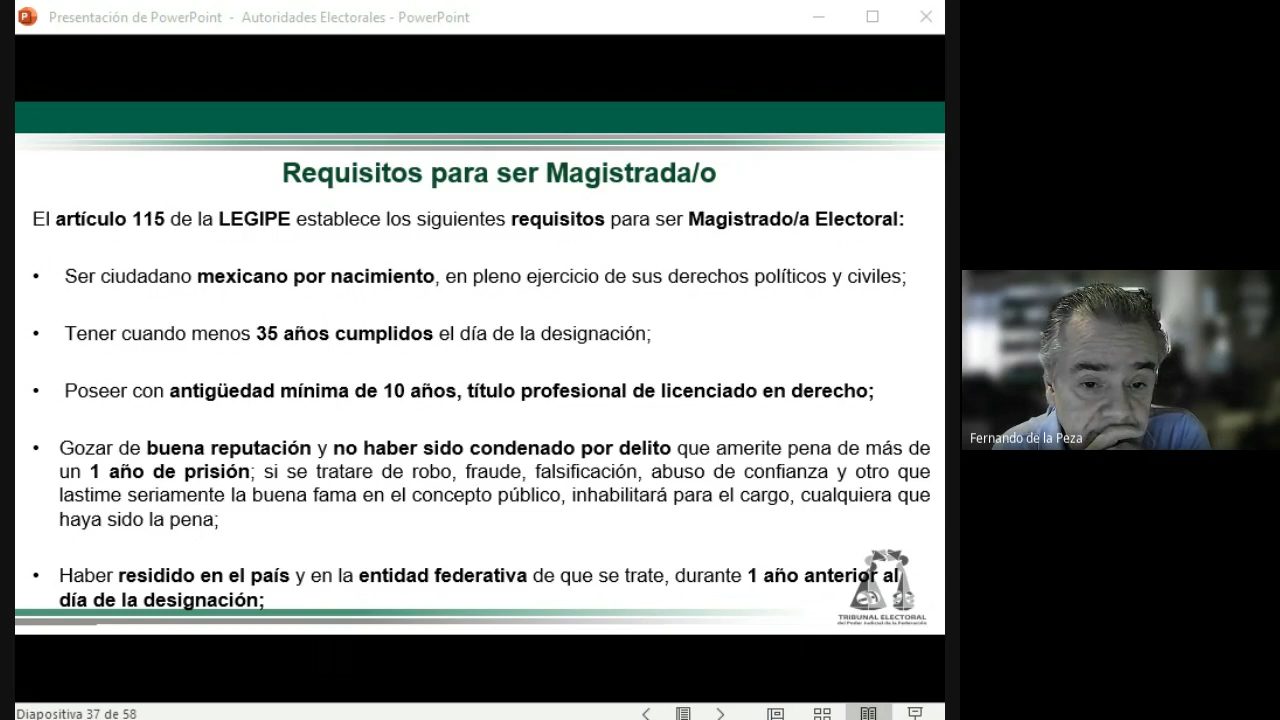 Presentación de PowerPoint - Autoridades Electorales - PowerPoint
Requisitos para ser Magistrada/o
El artículo 115 de la LEGIPE establece los siguientes requisitos para ser Magistrado/a Electoral:
• Ser ciudadano mexicano por nacimiento, en pleno ejercicio de sus derechos políticos y civiles;
• Tener cuando menos 35 años cumplidos el día de la designación;
• Poseer con antigüedad mínima de 10 años, título profesional de licenciado en derecho;
• Gozar de buena reputación y no haber sido condenado por delito que amerite pena de más de
un 1 año de prisión; si se tratare de robo, fraude, falsificación, abuso de confianza y otro que
lastime seriamente la buena fama en el concepto público, inhabilitará para el cargo, cualquiera que
haya sido la pena;
• Haber residido en el país y en la entidad federativa de que se trate, durante 1 año anterior al
día de la designación;
TRIBUNAL ELECTORAL
del Poder Judicial de la Federación
Fernando de la Peza
Diapositiva 37 de 58